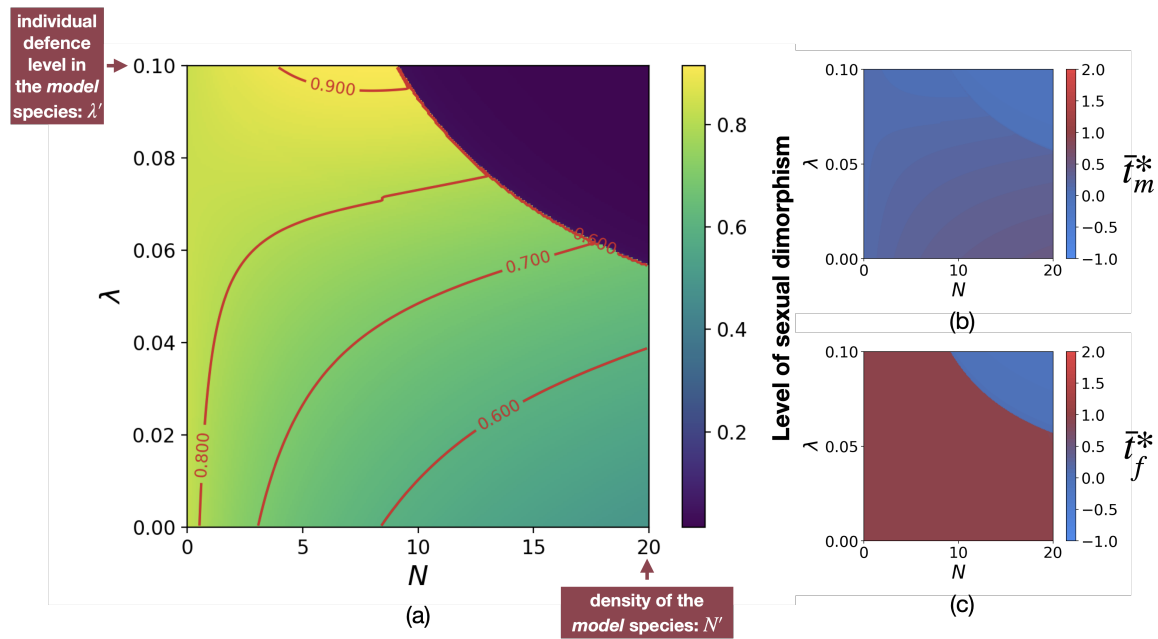 individual
defence
level in
the model
species: λ′
0.10
0.08
0.06
0.04
0.02
0.00
λ
0
5
10
15
20
N
0.900
0.800
0.700
0.600
0.600
0.8
0.6
0.4
0.2
Level of sexual dimorphism
(a)
density of the
model species: N′
0.10
0.05
0.00
λ
0
10
20
N
2.0
1.5
1.0
0.5
0.0
−0.5
−1.0
t̄*m
(b)
0.10
0.05
0.00
λ
0
10
20
N
2.0
1.5
1.0
0.5
0.0
−0.5
−1.0
t̄*f
(c)